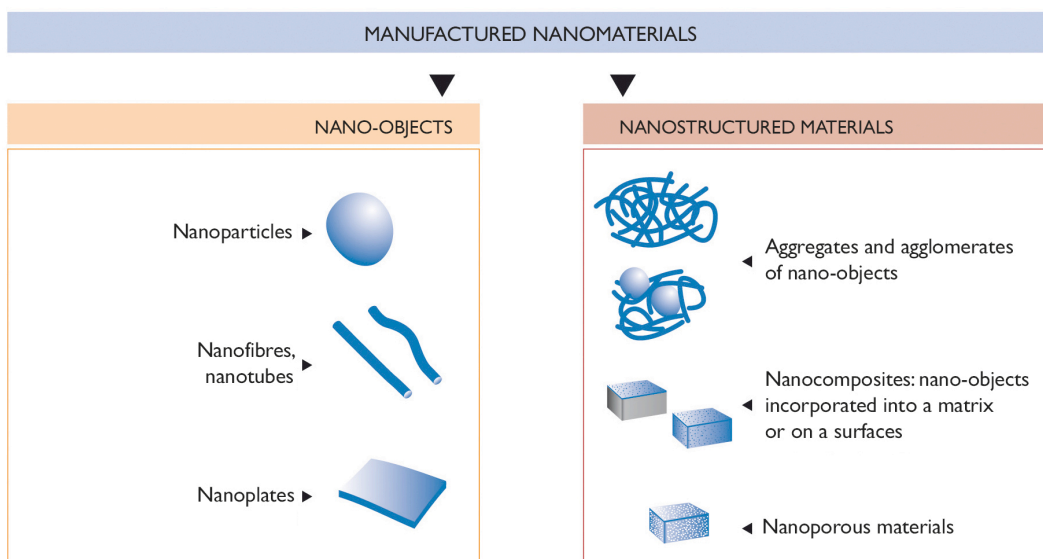 MANUFACTURED NANOMATERIALS
NANO-OBJECTS
Nanoparticles
Nanofibres,
nanotubes
Nanoplates
NANOSTRUCTURED MATERIALS
Aggregates and agglomerates
of nano-objects
Nanocomposites: nano-objects
incorporated into a matrix
or on a surfaces
Nanoporous materials